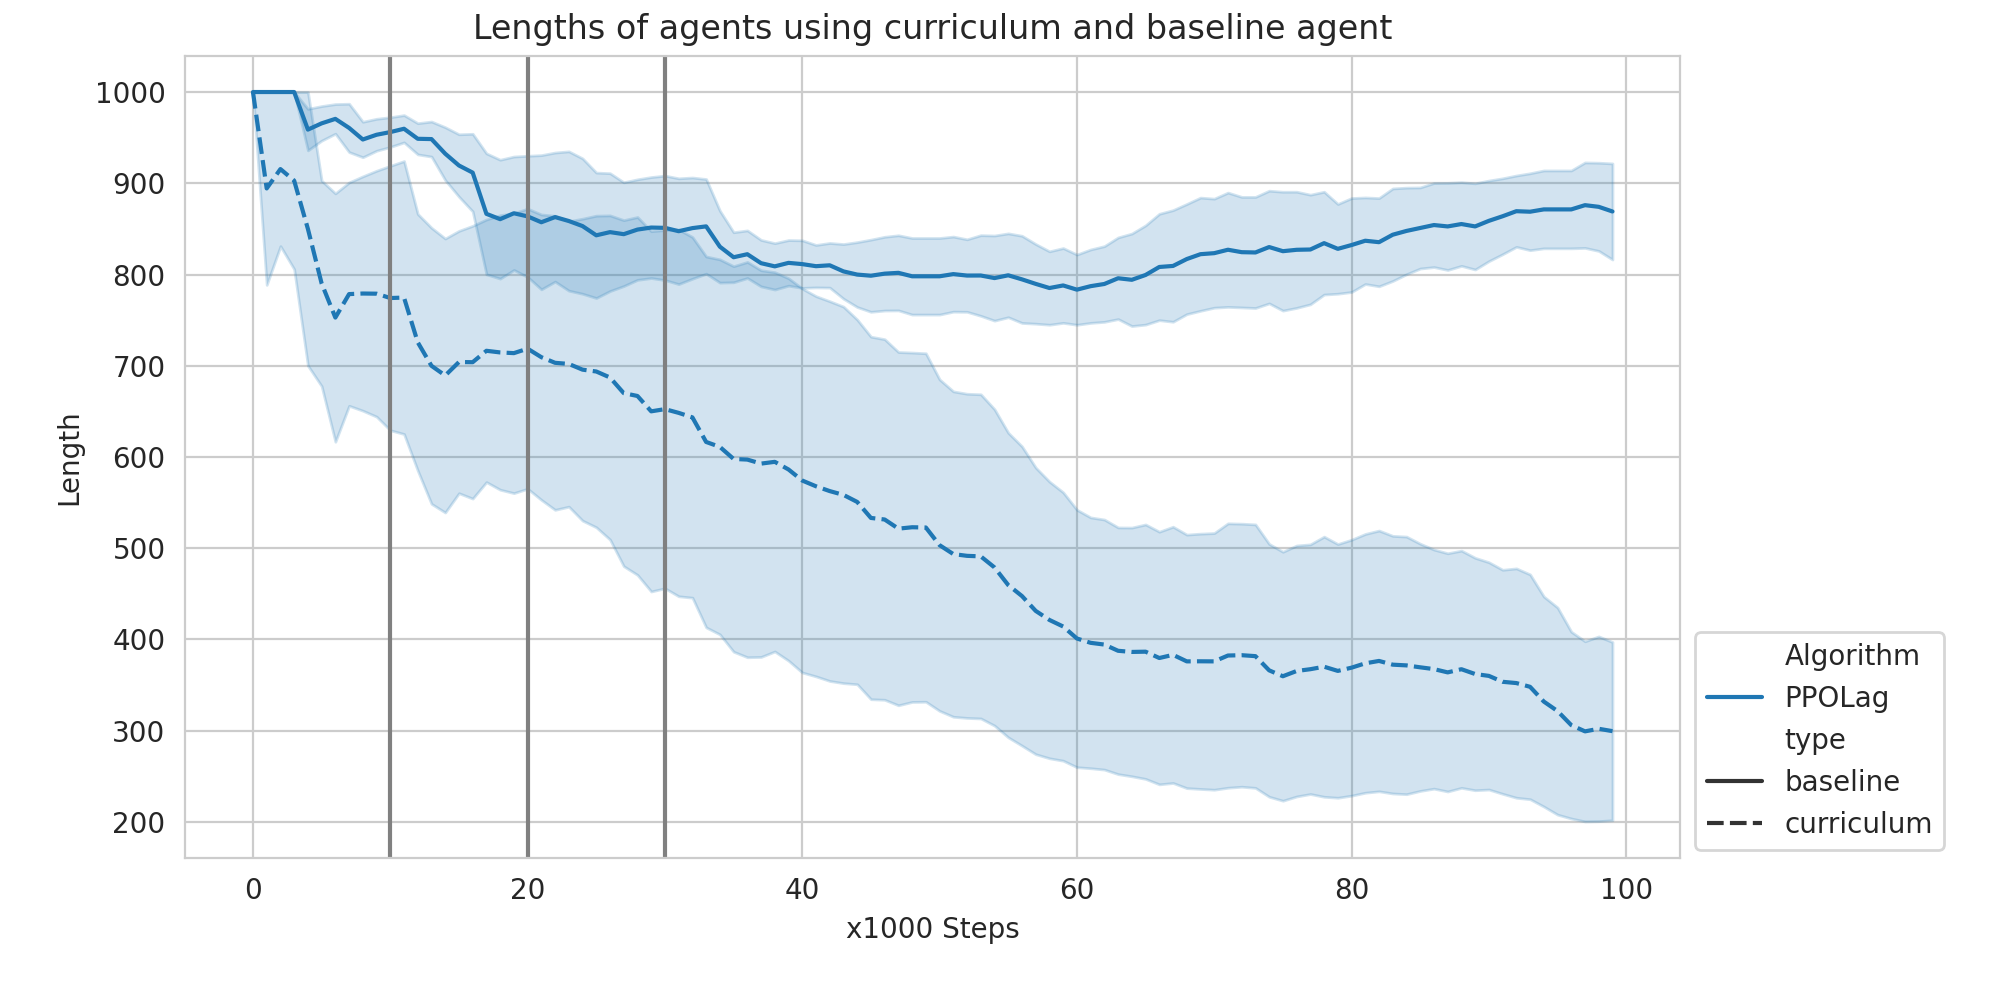 Lengths of agents using curriculum and baseline agent
1000
900
800
700
600
500
400
300
200
Length
0 20 40 60 80 100
x1000 Steps
Algorithm
PPOLag
type
baseline
curriculum